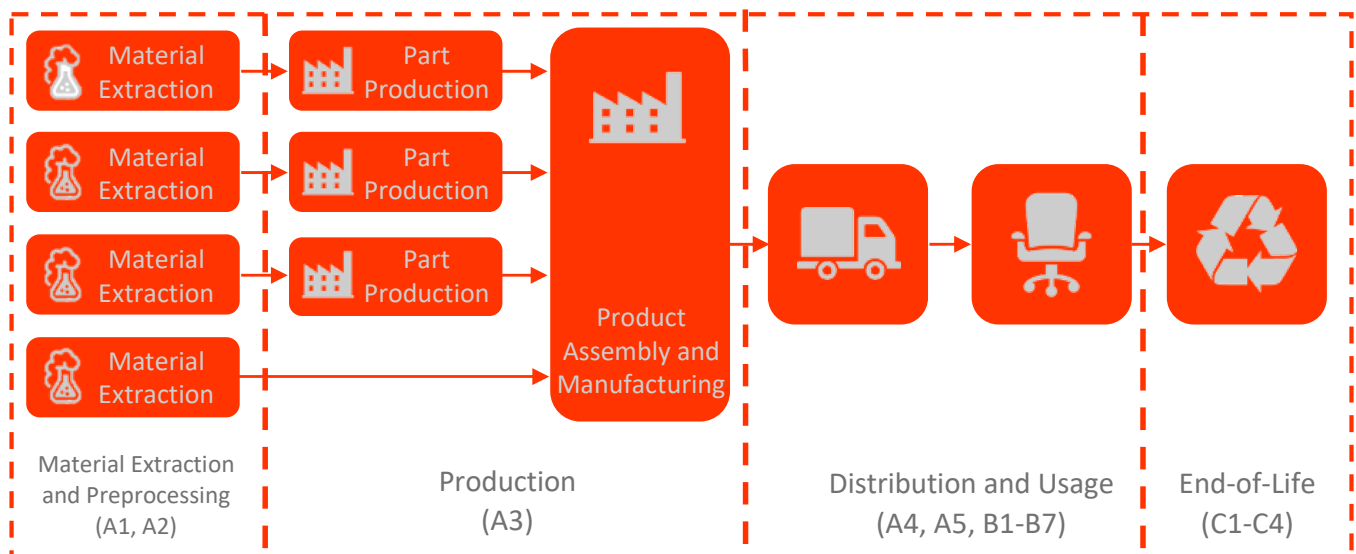 Material
Extraction
Part
Production
Material
Extraction
Part
Production
Material
Extraction
Part
Production
Material
Extraction
Product
Assembly and
Manufacturing
Material Extraction
and Preprocessing
(A1, A2)
Production
(A3)
Distribution and Usage
(A4, A5, B1-B7)
End-of-Life
(C1-C4)